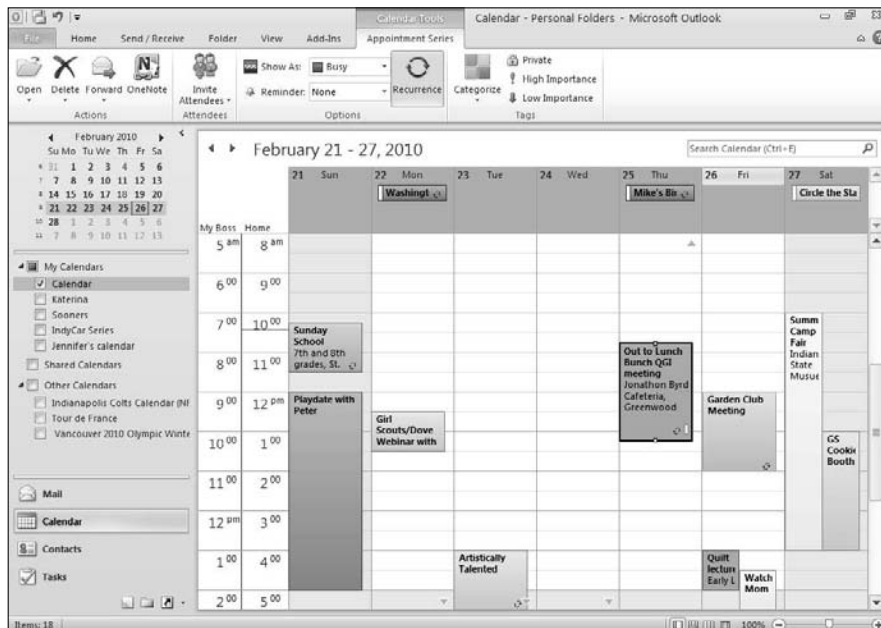 Calendar Tools
Calendar - Personal Folders - Microsoft Outlook
File Home Send / Receive Folder View Add-Ins Appointment Series
Open Delete Forward OneNote
Actions
Invite
Attendees
Attendees
Show As: Busy
Reminder: None
Recurrence
Options
Categorize
Private
High Importance
Low Importance
Tags
February 2010
Su Mo Tu We Th Fr Sa
6 31 1 2 3 4 5 6
7 7 8 9 10 11 12 13
8 14 15 16 17 18 19 20
9 21 22 23 24 25 26 27
10 28 1 2 3 4 5 6
11 7 8 9 10 11 12 13
My Calendars
Calendar
Katerina
Sooners
IndyCar Series
Jennifer's calendar
Shared Calendars
Other Calendars
Indianapolis Colts Calendar (NF
Tour de France
Vancouver 2010 Olympic Winte
Mail
Calendar
Contacts
Tasks
Items: 18
February 21 - 27, 2010
Search Calendar (Ctrl+E)
21 Sun 22 Mon 23 Tue 24 Wed 25 Thu 26 Fri 27 Sat
Washingt
Mike's Bir
Circle the Sta
My Boss Home
5 am 8 am
6 00 9 00
7 00 10 00
8 00 11 00
9 00 12 pm
10 00 1 00
11 00 2 00
12 pm 3 00
1 00 4 00
2 00 5 00
Sunday
School
7th and 8th
grades, St.
Playdate with
Peter
Girl
Scouts/Dove
Webinar with
Artistically
Talented
Out to Lunch
Bunch QGI
meeting
Jonathon Byrd
Cafeteria,
Greenwood
Garden Club
Meeting
Quilt
lecture
Early L
Watch
Mom
Summ
Camp
Fair
Indian
State
Museu
GS
Cookie
Booth
100%